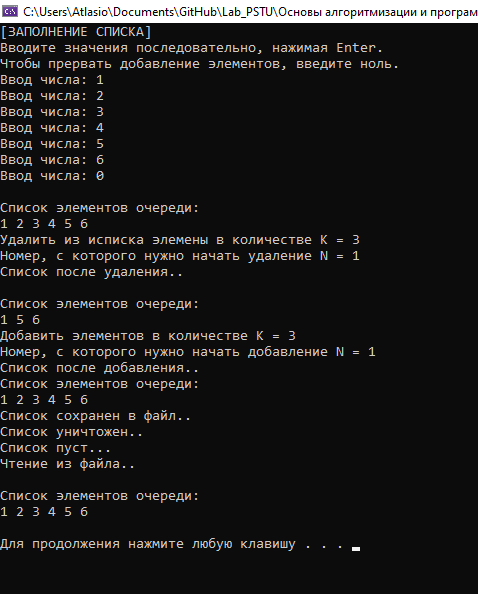 C:\Users\Atlasio\Documents\GitHub\Lab_PSTU\Основы алгоритмизации и програм
[ЗАПОЛНЕНИЕ СПИСКА]
Введите значения последовательно, нажимая Enter.
Чтобы прервать добавление элементов, введите ноль.
Ввод числа: 1
Ввод числа: 2
Ввод числа: 3
Ввод числа: 4
Ввод числа: 5
Ввод числа: 6
Ввод числа: 0
Список элементов очереди:
1 2 3 4 5 6
Удалить из исписка элемены в количестве K = 3
Номер, с которого нужно начать удаление N = 1
Список после удаления..
Список элементов очереди:
1 5 6
Добавить элементов в количестве K = 3
Номер, с которого нужно начать добавление N = 1
Список после добавления..
Список элементов очереди:
1 2 3 4 5 6
Список сохранен в файл..
Список уничтожен..
Список пуст...
Чтение из файла..
Список элементов очереди:
1 2 3 4 5 6
Для продолжения нажмите любую клавишу . . .